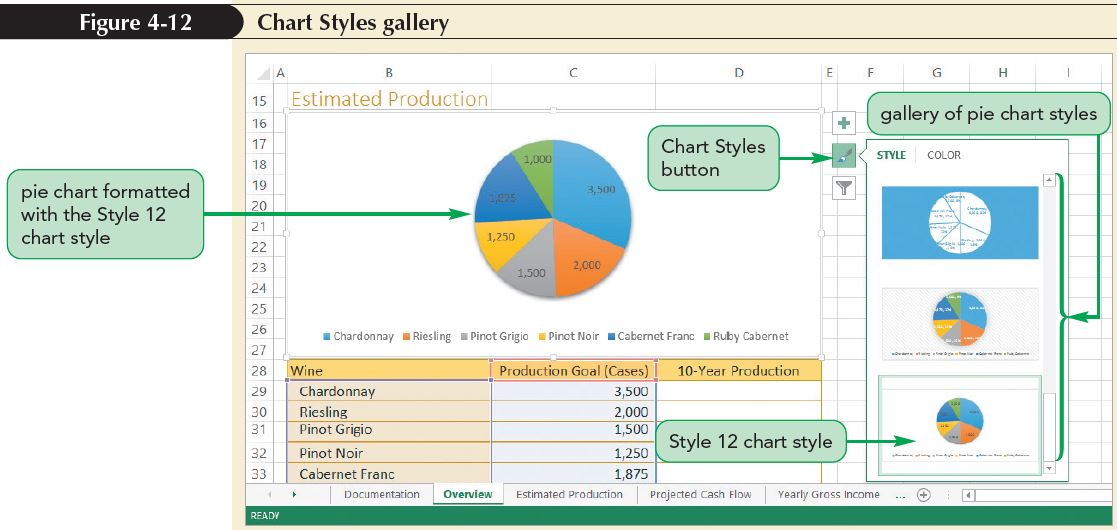 Figure 4-12
Chart Styles gallery
A B C D E F G H I
15 Estimated Production
16
17
18
19
20
21
22
23
24
25
26
27
1,000
3,500
1,875
1,250
1,500
2,000
Chardonnay Riesling Pinot Grigio Pinot Noir Cabernet Franc Ruby Cabernet
pie chart formatted
with the Style 12
chart style
Chart Styles
button
gallery of pie chart styles
STYLE COLOR
28 Wine Production Goal (Cases) 10-Year Production
29 Chardonnay 3,500
30 Riesling 2,000
31 Pinot Grigio 1,500
32 Pinot Noir 1,250
33 Cabernet Franc 1,875
Style 12 chart style
Documentation Overview Estimated Production Projected Cash Flow Yearly Gross Income ...
READY